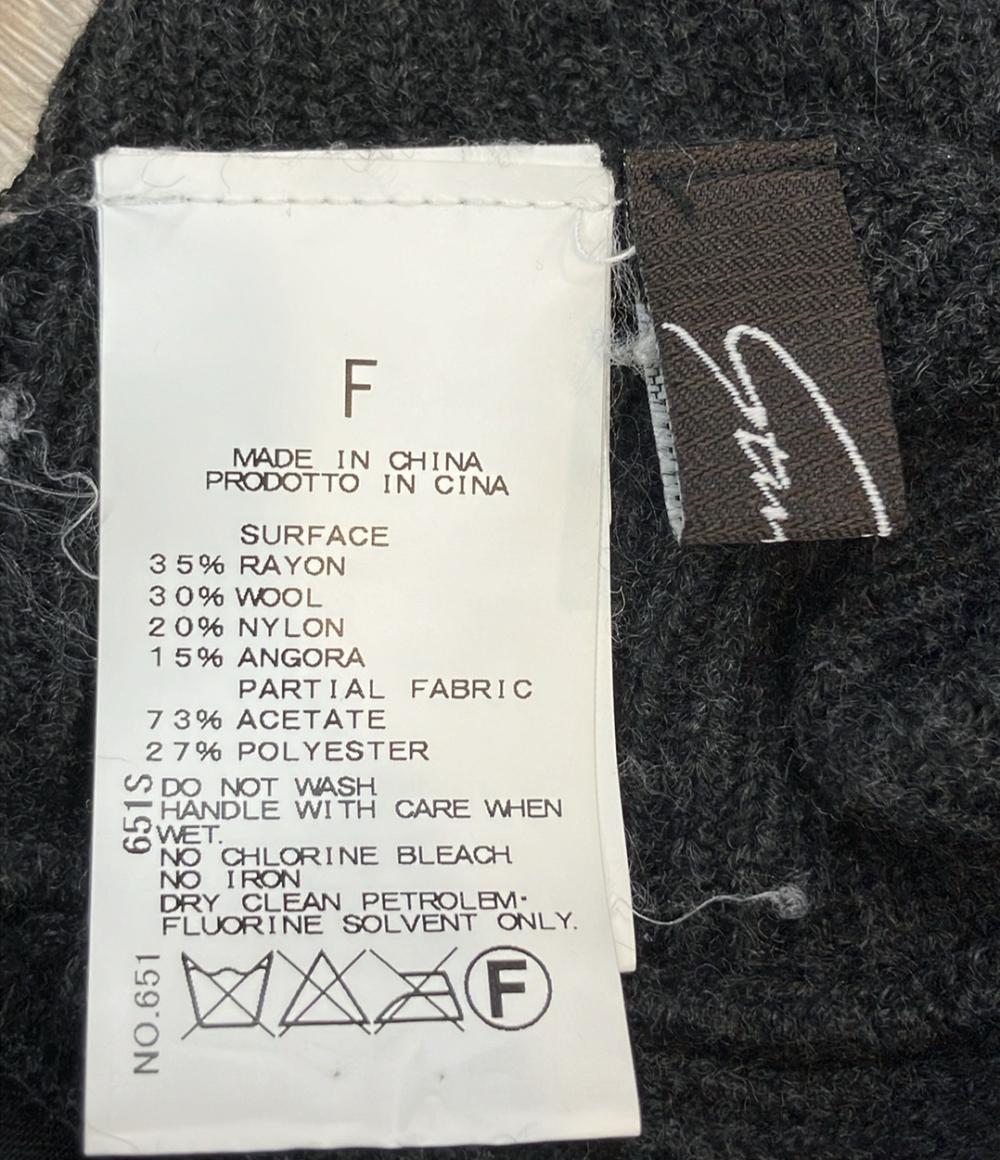 F
MADE IN CHINA
PRODOTTO IN CINA
SURFACE
35% RAYON
30% WOOL
20% NYLON
15% ANGORA
PARTIAL FABRIC
73% ACETATE
27% POLYESTER
DO NOT WASH
HANDLE WITH CARE WHEN
WET.
NO CHLORINE BLEACH
NO IRON
DRY CLEAN PETROLEM·
FLUORINE SOLVENT ONLY.
651S
NO.651
F